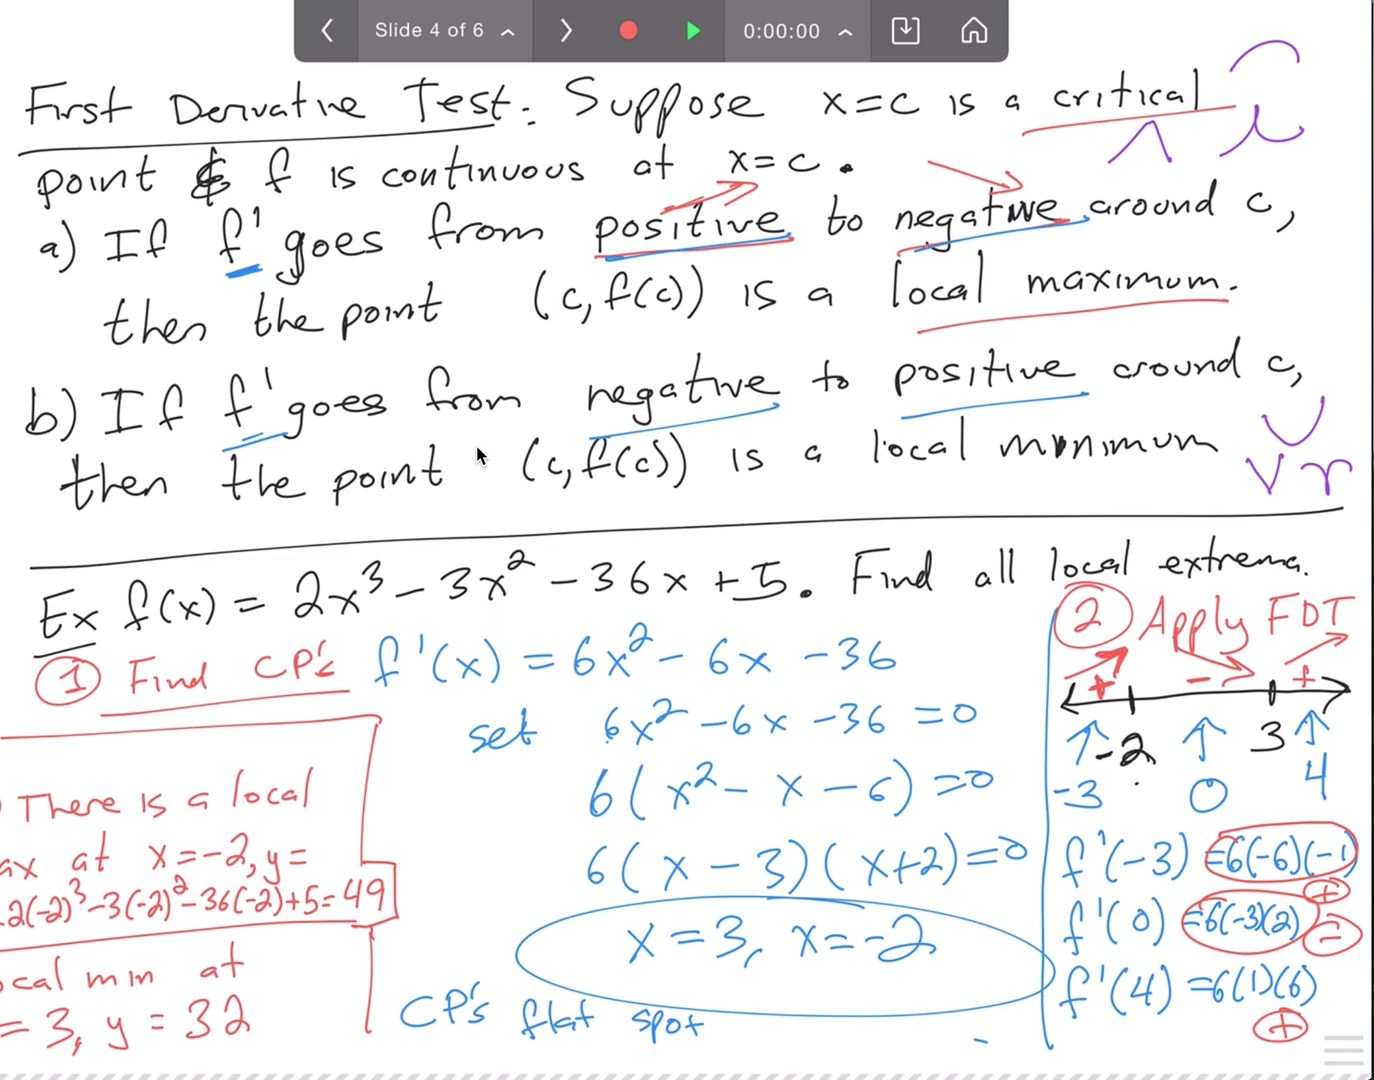 Slide 4 of 6
0:00:00
First Derivative Test: Suppose x=c is a critical
point & f is continuous at x=c.
a) If f' goes from positive to negative around c,
then the point (c, f(c)) is a local maximum.
b) If f' goes from negative to positive around c,
then the point (c, f(c)) is a local minimum
Ex f(x) = 2x³ - 3x² - 36x + 5. Find all local extrema.
① Find CP's f'(x) = 6x² - 6x - 36
set 6x² - 6x - 36 = 0
6(x² - x - 6) = 0
6(x - 3)(x+2) = 0
x = 3, x = -2
CP's flat spot
There is a local
ax at x = -2, y =
2(-2)³-3(-2)²-36(-2)+5=49
ocal min at
= 3, y = 32
② Apply FDT
+ - +
-2 3
-3 0 4
f'(-3) =6(-6)(-1)
+
f'(0) =6(-3)(2) -
f'(4) =6(1)(6)
+